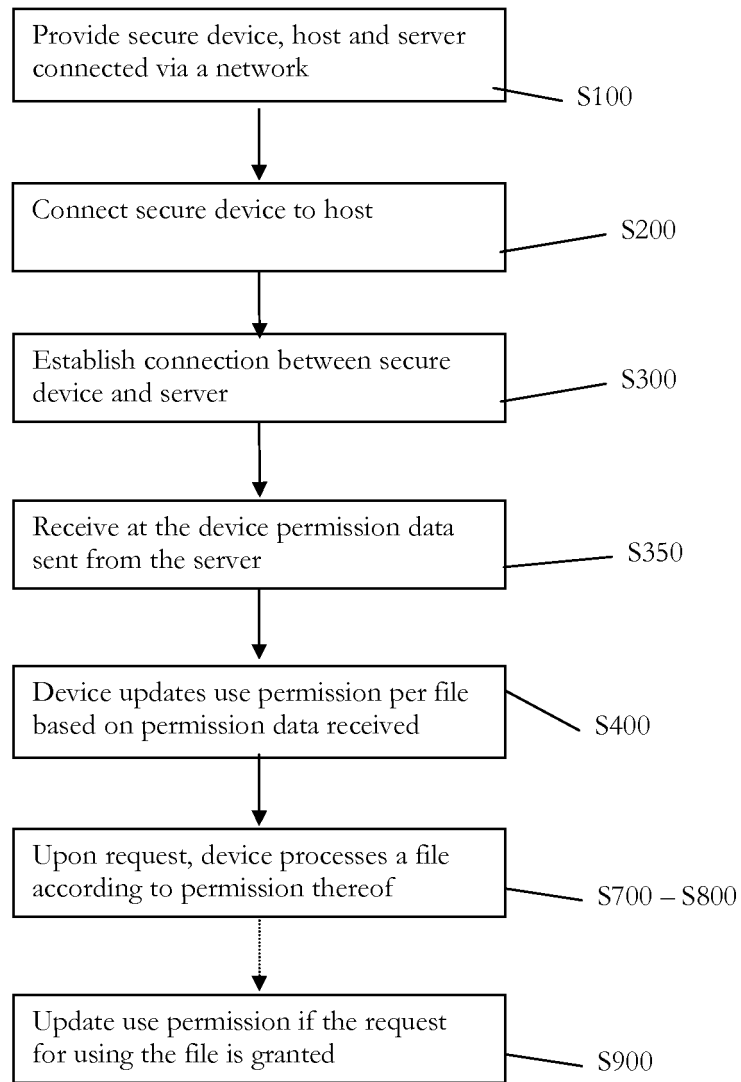 Provide secure device, host and server
connected via a network
S100
Connect secure device to host
S200
Establish connection between secure
device and server
S300
Receive at the device permission data
sent from the server
S350
Device updates use permission per file
based on permission data received
S400
Upon request, device processes a file
according to permission thereof
S700 – S800
Update use permission if the request
for using the file is granted
S900